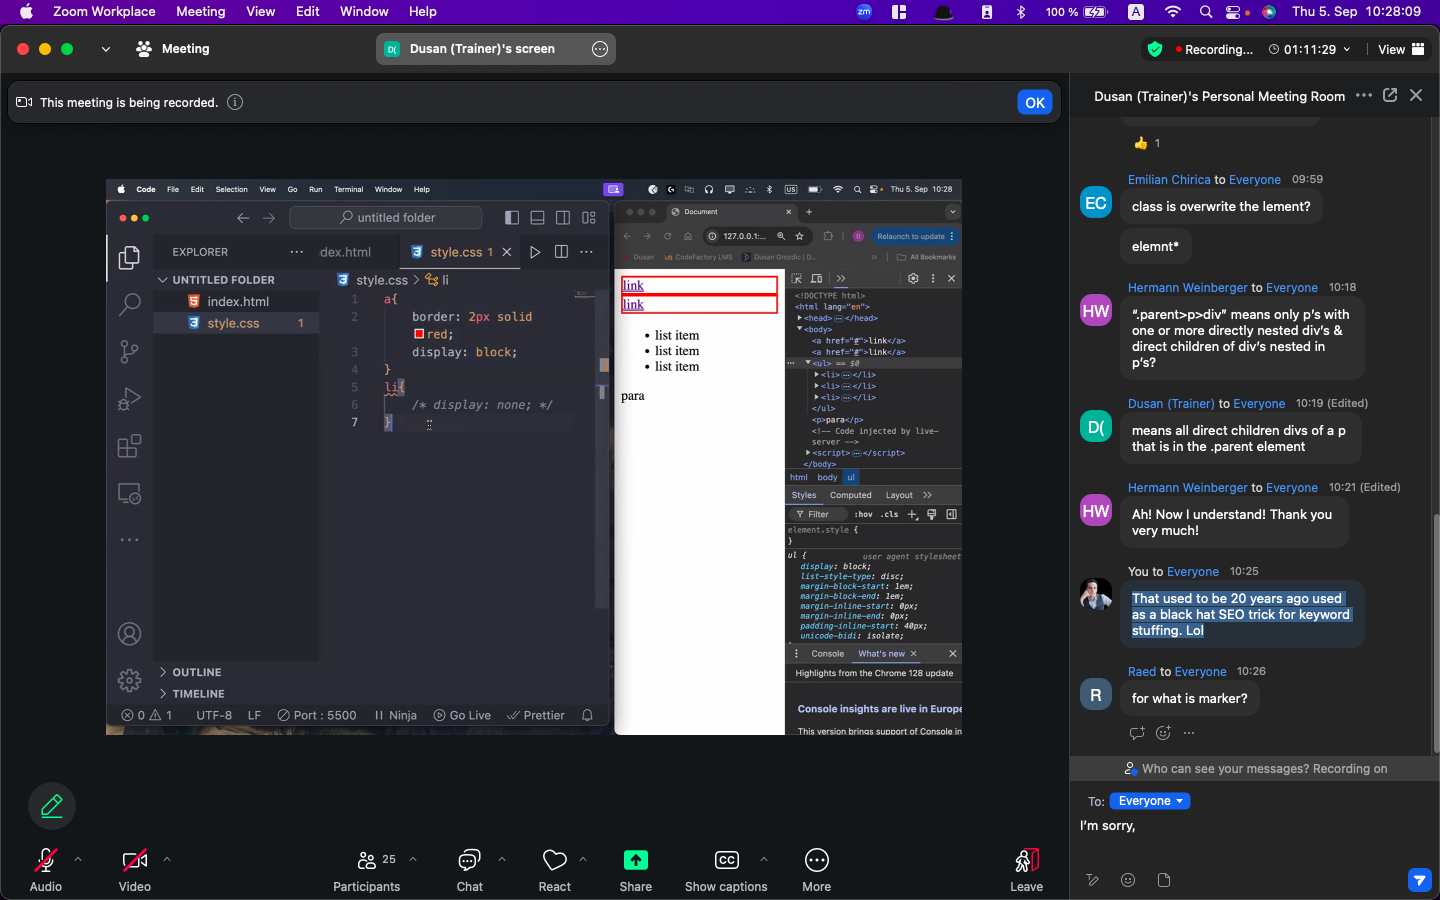 Zoom Workplace Meeting View Edit Window Help
zm 100 % A Thu 5. Sep 10:28:09
Meeting
D( Dusan (Trainer)'s screen
Recording... 01:11:29 View
This meeting is being recorded.
OK
Code File Edit Selection View Go Run Terminal Window Help
US Thu 5. Sep 10:28
untitled folder
EXPLORER
dex.html
style.css 1
UNTITLED FOLDER
index.html
style.css 1
style.css > li
1 a{
2 border: 2px solid
red;
3 display: block;
4 }
5 li{
6 /* display: none; */
7 }
OUTLINE
TIMELINE
0 1 UTF-8 LF Port : 5500 Ninja Go Live Prettier
Document
127.0.0.1:...
D
Relaunch to update
Dusan CodeFactory LMS Dusan Grozdic | D... All Bookmarks
link
link
• list item
• list item
• list item
para
<!DOCTYPE html>
<html lang="en">
<head> </head>
<body>
<a href="#">link</a>
<a href="#">link</a>
<ul> == $0
<li> </li>
<li> </li>
<li> </li>
</ul>
<p>para</p>
<!-- Code injected by live-
server -->
<script> </script>
</body>
html body ul
Styles Computed Layout
Filter :hov .cls
element.style {
}
ul { user agent stylesheet
display: block;
list-style-type: disc;
margin-block-start: 1em;
margin-block-end: 1em;
margin-inline-start: 0px;
margin-inline-end: 0px;
padding-inline-start: 40px;
unicode-bidi: isolate;
Console What's new
Highlights from the Chrome 128 update
Console insights are live in Europe
This version brings support of Console in
Dusan (Trainer)'s Personal Meeting Room
👍 1
Emilian Chirica to Everyone 09:59
EC
class is overwrite the lement?
elemnt*
Hermann Weinberger to Everyone 10:18
HW
“.parent>p>div” means only p’s with
one or more directly nested div’s &
direct children of div’s nested in
p’s?
Dusan (Trainer) to Everyone 10:19 (Edited)
D(
means all direct children divs of a p
that is in the .parent element
Hermann Weinberger to Everyone 10:21 (Edited)
HW
Ah! Now I understand! Thank you
very much!
You to Everyone 10:25
That used to be 20 years ago used
as a black hat SEO trick for keyword
stuffing. Lol
Raed to Everyone 10:26
R
for what is marker?
Who can see your messages? Recording on
To: Everyone
I’m sorry,
Audio
Video
25
Participants
Chat
React
Share
CC
Show captions
More
Leave